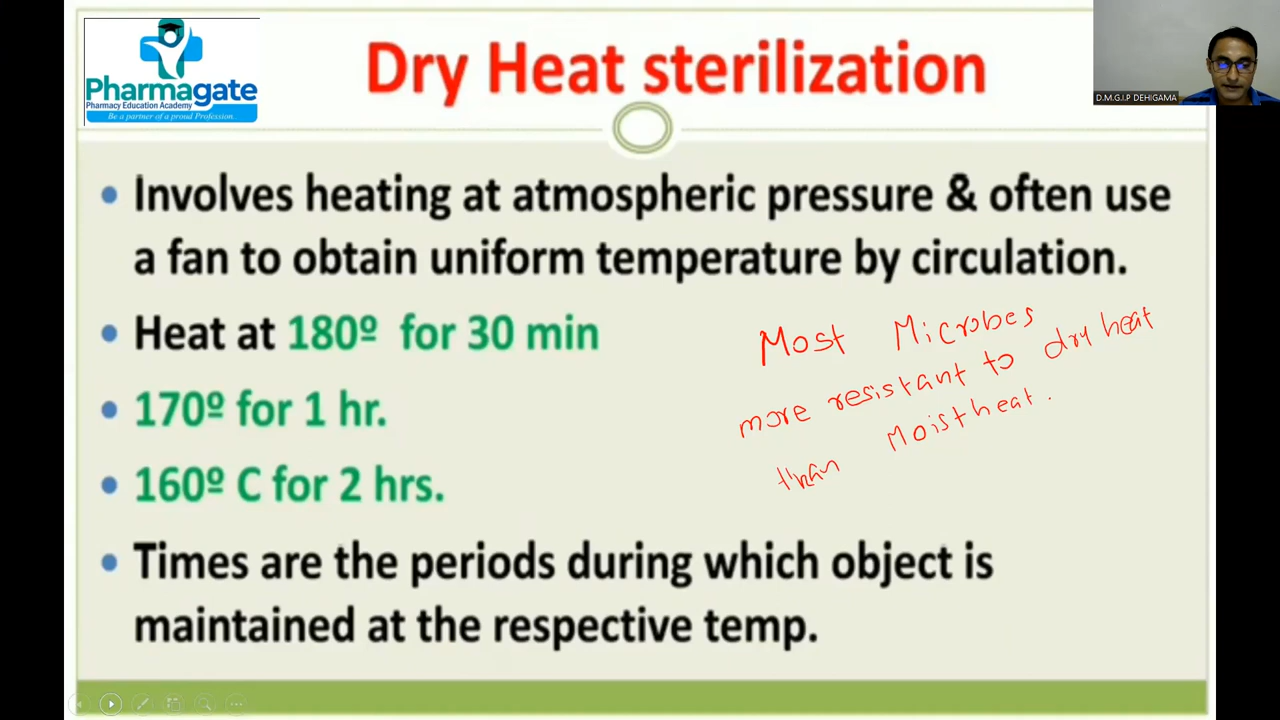 Pharmagate
Pharmacy Education Academy
Be a partner of a proud Profession
Dry Heat sterilization
D.M.G.I.P DEHIGAMA
• Involves heating at atmospheric pressure & often use
a fan to obtain uniform temperature by circulation.
• Heat at 180º for 30 min
• 170º for 1 hr.
• 160º C for 2 hrs.
Most Microbes
more resistant to dry heat
than Moist heat.
• Times are the periods during which object is
maintained at the respective temp.